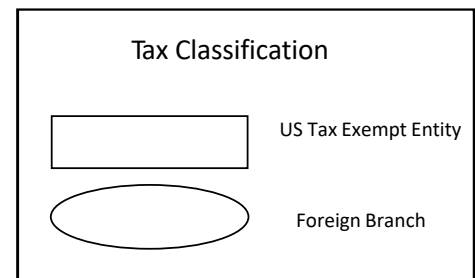 Tax Classification
US Tax Exempt Entity
Foreign Branch